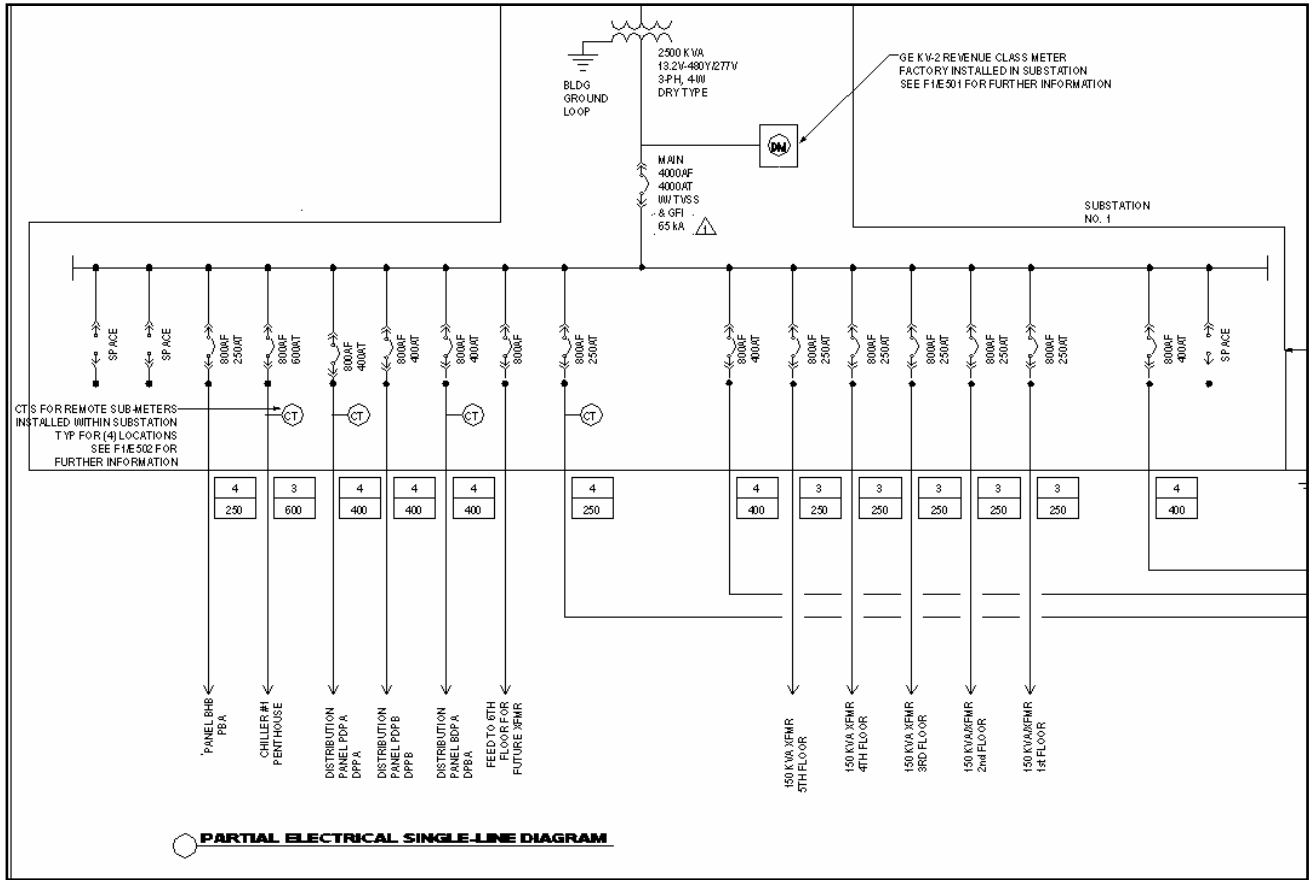 2500 KVA
13.2V-480Y/277V
3-PH, 4-W
DRY TYPE
BLDG
GROUND
LOOP
GE KV-2 REVENUE CLASS METER
FACTORY INSTALLED IN SUBSTATION
SEE F1/E501 FOR FURTHER INFORMATION
DM
MAIN
4000AF
4000AT
W/ TVSS
& GFI
65 kA
1
SUBSTATION
NO. 1
SPACE
SPACE
800AF
250AT
800AF
600AT
800AF
400AT
800AF
400AT
800AF
400AT
800AF
800AF
250AT
800AF
400AT
800AF
250AT
800AF
250AT
800AF
250AT
800AF
250AT
800AF
250AT
800AF
400AT
SPACE
CT'S FOR REMOTE SUB-METERS
INSTALLED WITHIN SUBSTATION
TYP FOR (4) LOCATIONS
SEE F1/E502 FOR
FURTHER INFORMATION
CT
CT
CT
CT
4
250
3
600
4
400
4
400
4
400
4
250
4
400
3
250
3
250
3
250
3
250
3
250
4
400
PANEL BHB
PBA
CHILLER #1
PENTHOUSE
DISTRIBUTION
PANEL PDPA
DPPA
DISTRIBUTION
PANEL PDPB
DPPB
DISTRIBUTION
PANEL BDPA
DPBA
FEED TO 6TH
FLOOR FOR
FUTURE XFMR
150 KVA XFMR
5TH FLOOR
150 KVA XFMR
4TH FLOOR
150 KVA XFMR
3RD FLOOR
150 KVA/XFMR
2nd FLOOR
150 KVA/XFMR
1st FLOOR
PARTIAL ELECTRICAL SINGLE-LINE DIAGRAM